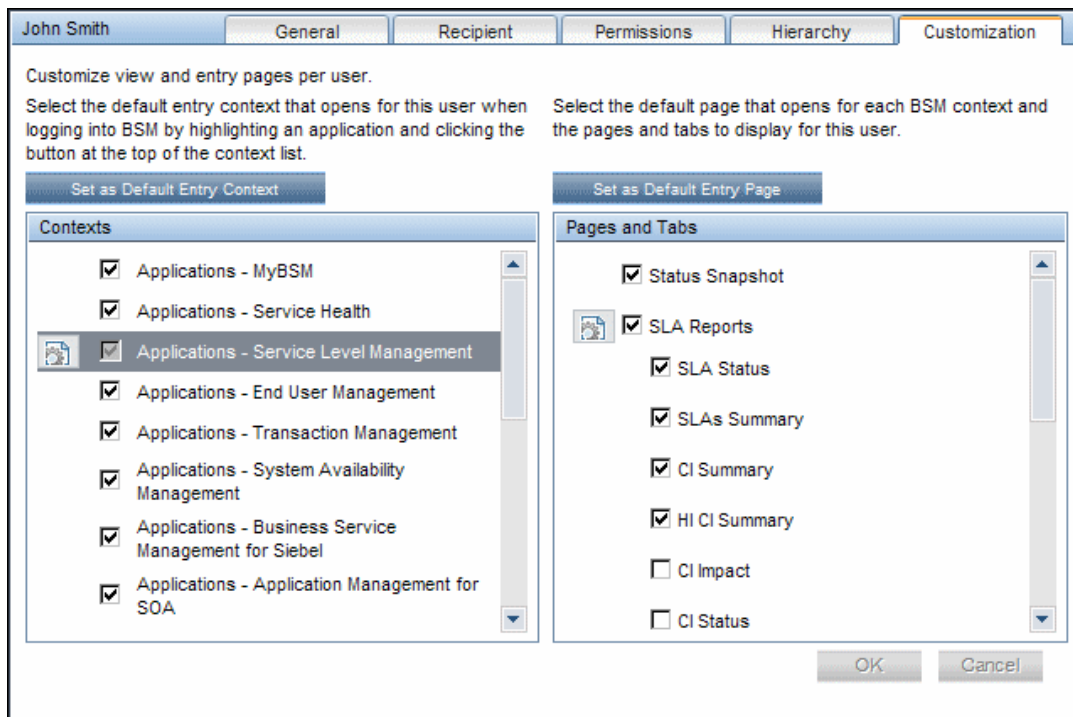 John Smith
General
Recipient
Permissions
Hierarchy
Customization
Customize view and entry pages per user.
Select the default entry context that opens for this user when
logging into BSM by highlighting an application and clicking the
button at the top of the context list.
Set as Default Entry Context
Contexts
Applications - MyBSM
Applications - Service Health
Applications - Service Level Management
Applications - End User Management
Applications - Transaction Management
Applications - System Availability
Management
Applications - Business Service
Management for Siebel
Applications - Application Management for
SOA
Select the default page that opens for each BSM context and
the pages and tabs to display for this user.
Set as Default Entry Page
Pages and Tabs
Status Snapshot
SLA Reports
SLA Status
SLAs Summary
CI Summary
HI CI Summary
CI Impact
CI Status
OK
Cancel